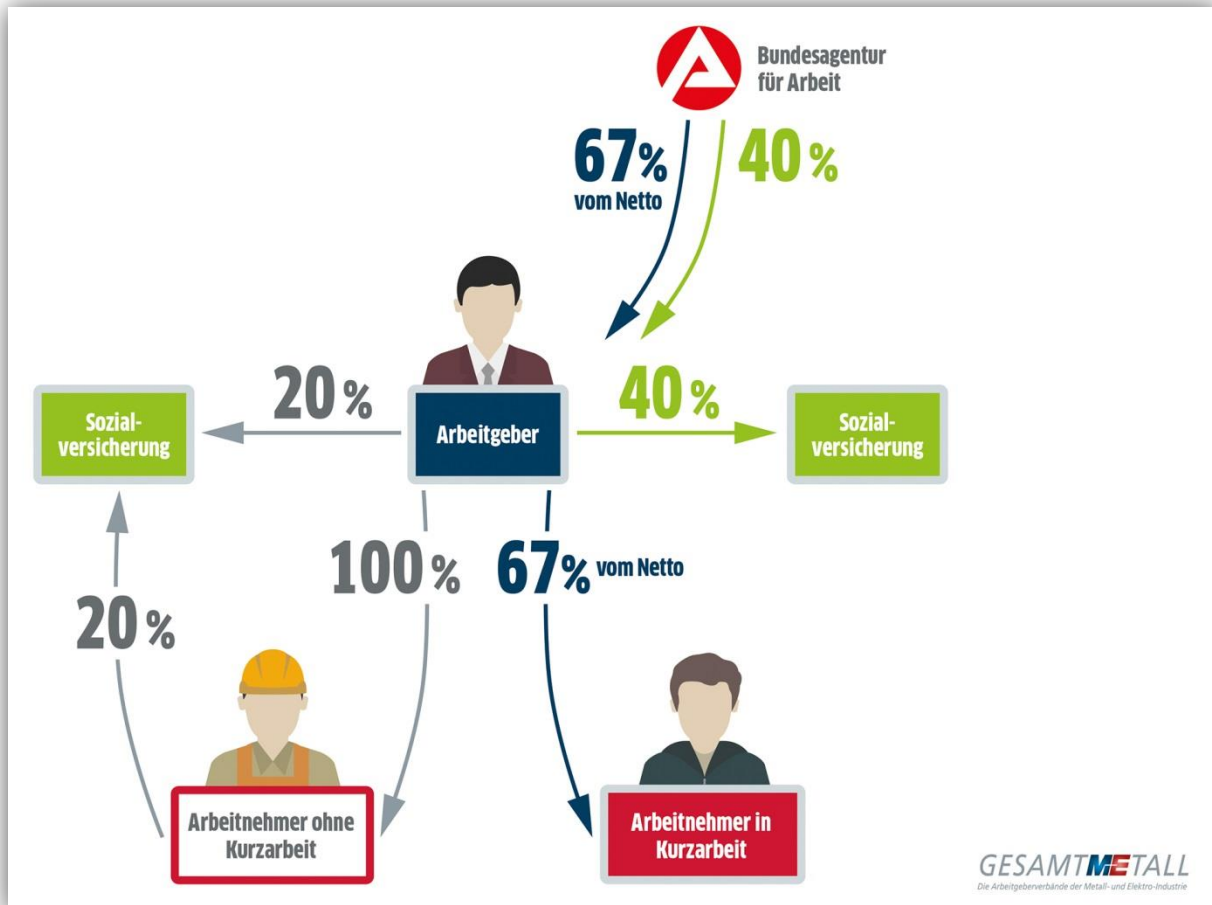 Bundesagentur
für Arbeit
67%
vom Netto
40%
20%
40%
Sozial-
versicherung
Arbeitgeber
Sozial-
versicherung
100%
67% vom Netto
20%
Arbeitnehmer ohne
Kurzarbeit
Arbeitnehmer in
Kurzarbeit
GESAMTMETALL
Die Arbeitgeberverbände der Metall- und Elektro-Industrie